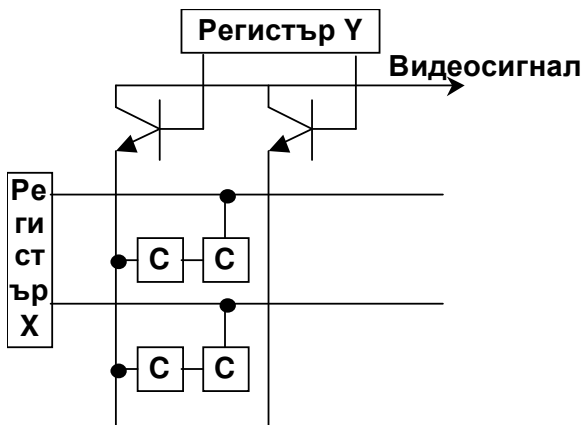 Регистър Y
Видеосигнал
Ре
ги
ст
ър
X
C C
C C